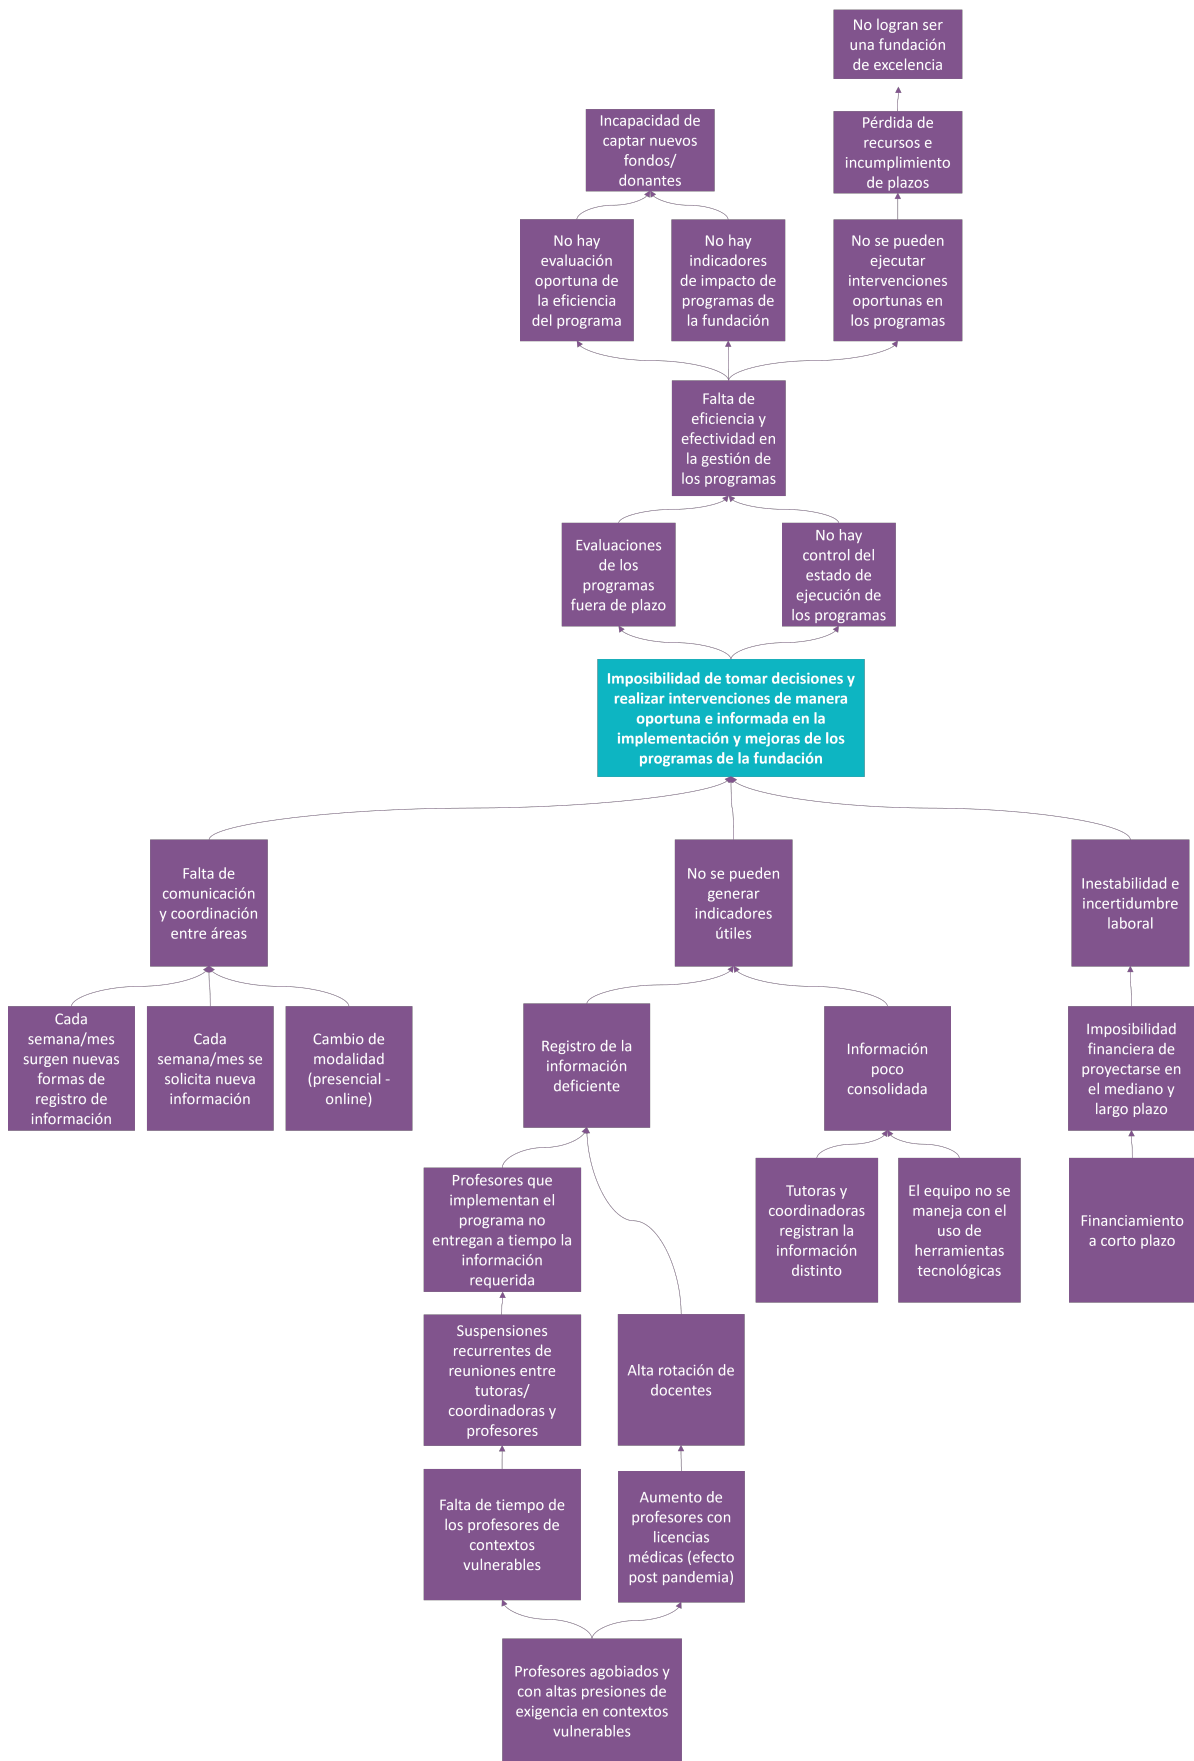 No logran ser
una fundación
de excelencia
Incapacidad de
captar nuevos
fondos/
donantes
Pérdida de
recursos e
incumplimiento
de plazos
No hay
evaluación
oportuna de
la eficiencia
del programa
No hay
indicadores
de impacto de
programas de
la fundación
No se pueden
ejecutar
intervenciones
oportunas en
los programas
Falta de
eficiencia y
efectividad en
la gestión de
los programas
Evaluaciones
de los
programas
fuera de plazo
No hay
control del
estado de
ejecución de
los programas
Imposibilidad de tomar decisiones y
realizar intervenciones de manera
oportuna e informada en la
implementación y mejoras de los
programas de la fundación
Falta de
comunicación
y coordinación
entre áreas
No se pueden
generar
indicadores
útiles
Inestabilidad e
incertidumbre
laboral
Cada
semana/mes
surgen nuevas
formas de
registro de
información
Cada
semana/mes se
solicita nueva
información
Cambio de
modalidad
(presencial -
online)
Registro de la
información
deficiente
Información
poco
consolidada
Imposibilidad
financiera de
proyectarse en
el mediano y
largo plazo
Profesores que
implementan el
programa no
entregan a tiempo la
información
requerida
Tutoras y
coordinadoras
registran la
información
distinto
El equipo no se
maneja con el
uso de
herramientas
tecnológicas
Financiamiento
a corto plazo
Suspensiones
recurrentes de
reuniones entre
tutoras/
coordinadoras y
profesores
Alta rotación de
docentes
Falta de tiempo de
los profesores de
contextos
vulnerables
Aumento de
profesores con
licencias
médicas (efecto
post pandemia)
Profesores agobiados y
con altas presiones de
exigencia en contextos
vulnerables